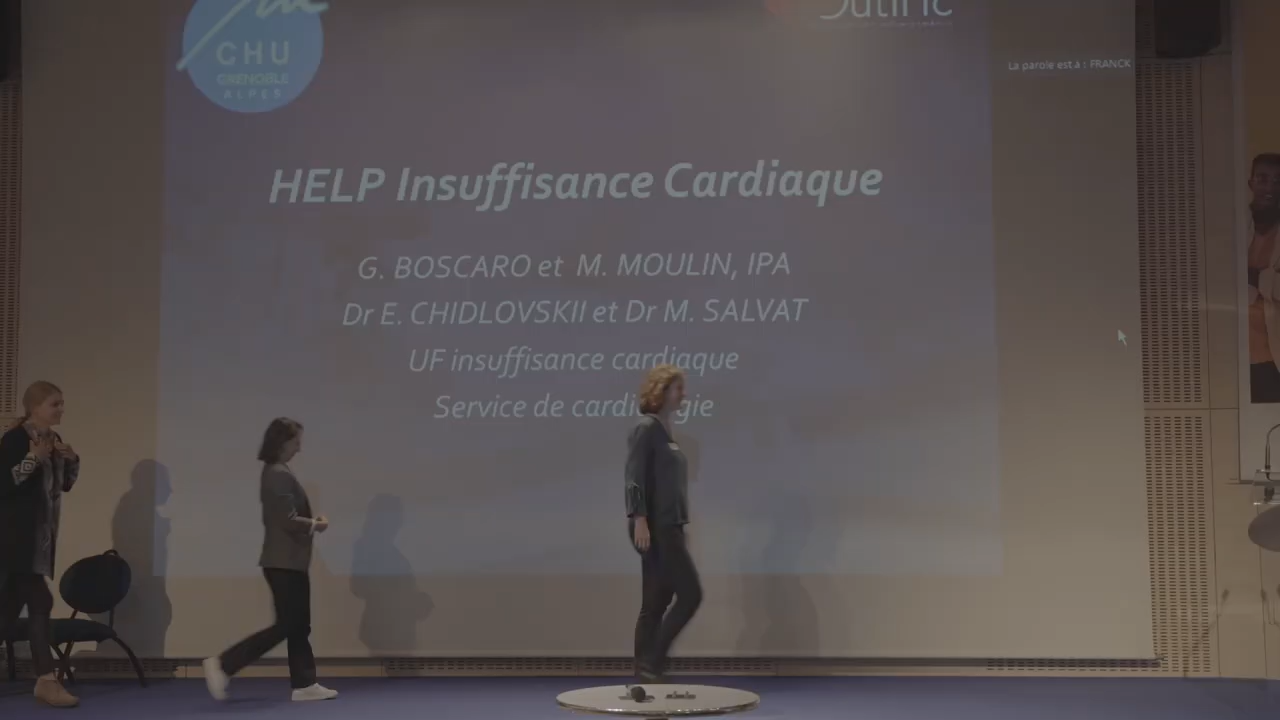 CHU
GRENOBLE
ALPES
La parole est à : FRANCK
HELP Insuffisance Cardiaque
G. BOSCARO et M. MOULIN, IPA
Dr E. CHIDLOVSKII et Dr M. SALVAT
UF insuffisance cardiaque
Service de